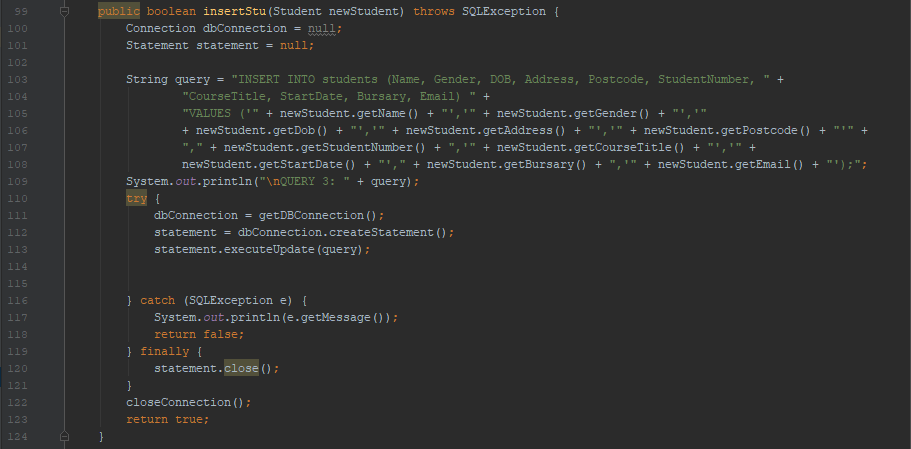 99 public boolean insertStu(Student newStudent) throws SQLException {
100 Connection dbConnection = null;
101 Statement statement = null;
102
103 String query = "INSERT INTO students (Name, Gender, DOB, Address, Postcode, StudentNumber, " +
104 "CourseTitle, StartDate, Bursary, Email) " +
105 "VALUES ('" + newStudent.getName() + "','" + newStudent.getGender() + "','"
106 + newStudent.getDob() + "','" + newStudent.getAddress() + "','" + newStudent.getPostcode() + "'" +
107 "," + newStudent.getStudentNumber() + ",'" + newStudent.getCourseTitle() + "','" +
108 newStudent.getStartDate() + "'," + newStudent.getBursary() + ",'" + newStudent.getEmail() + "');";
109 System.out.println("\nQUERY 3: " + query);
110 try {
111 dbConnection = getDBConnection();
112 statement = dbConnection.createStatement();
113 statement.executeUpdate(query);
114
115
116 } catch (SQLException e) {
117 System.out.println(e.getMessage());
118 return false;
119 } finally {
120 statement.close();
121 }
122 closeConnection();
123 return true;
124 }